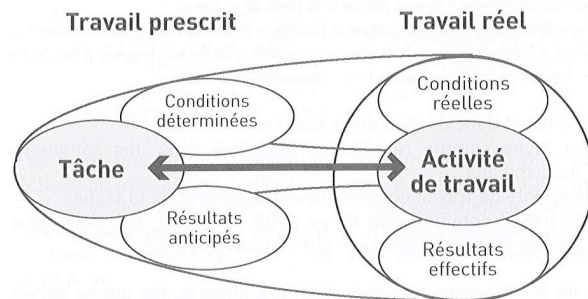 Travail prescrit
Travail réel
Conditions
déterminées
Conditions
réelles
Tâche
Activité
de travail
Résultats
anticipés
Résultats
effectifs